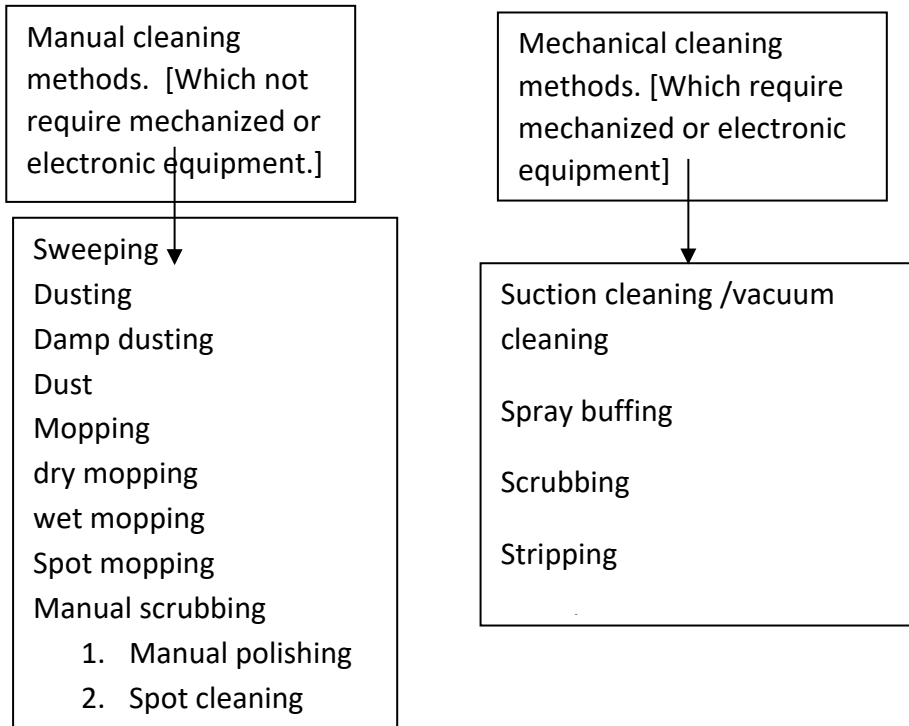 Manual cleaning
methods.  [Which not
require mechanized or
electronic equipment.]
Sweeping
Dusting
Damp dusting
Dust
Mopping
dry mopping
wet mopping
Spot mopping
Manual scrubbing
1. Manual polishing
2. Spot cleaning
Mechanical cleaning
methods. [Which require
mechanized or electronic
equipment]
Suction cleaning /vacuum
cleaning
Spray buffing
Scrubbing
Stripping